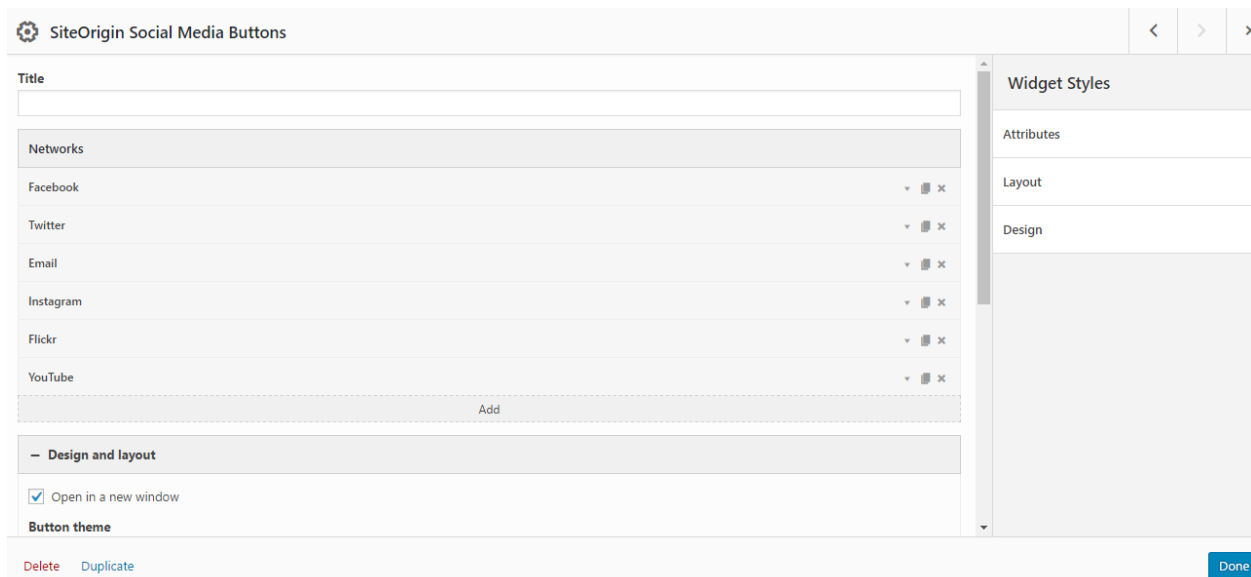 SiteOrigin Social Media Buttons
Title
Networks
Facebook
Twitter
Email
Instagram
Flickr
YouTube
Add
Design and layout
Open in a new window
Button theme
Widget Styles
Attributes
Layout
Design
Delete Duplicate
Done